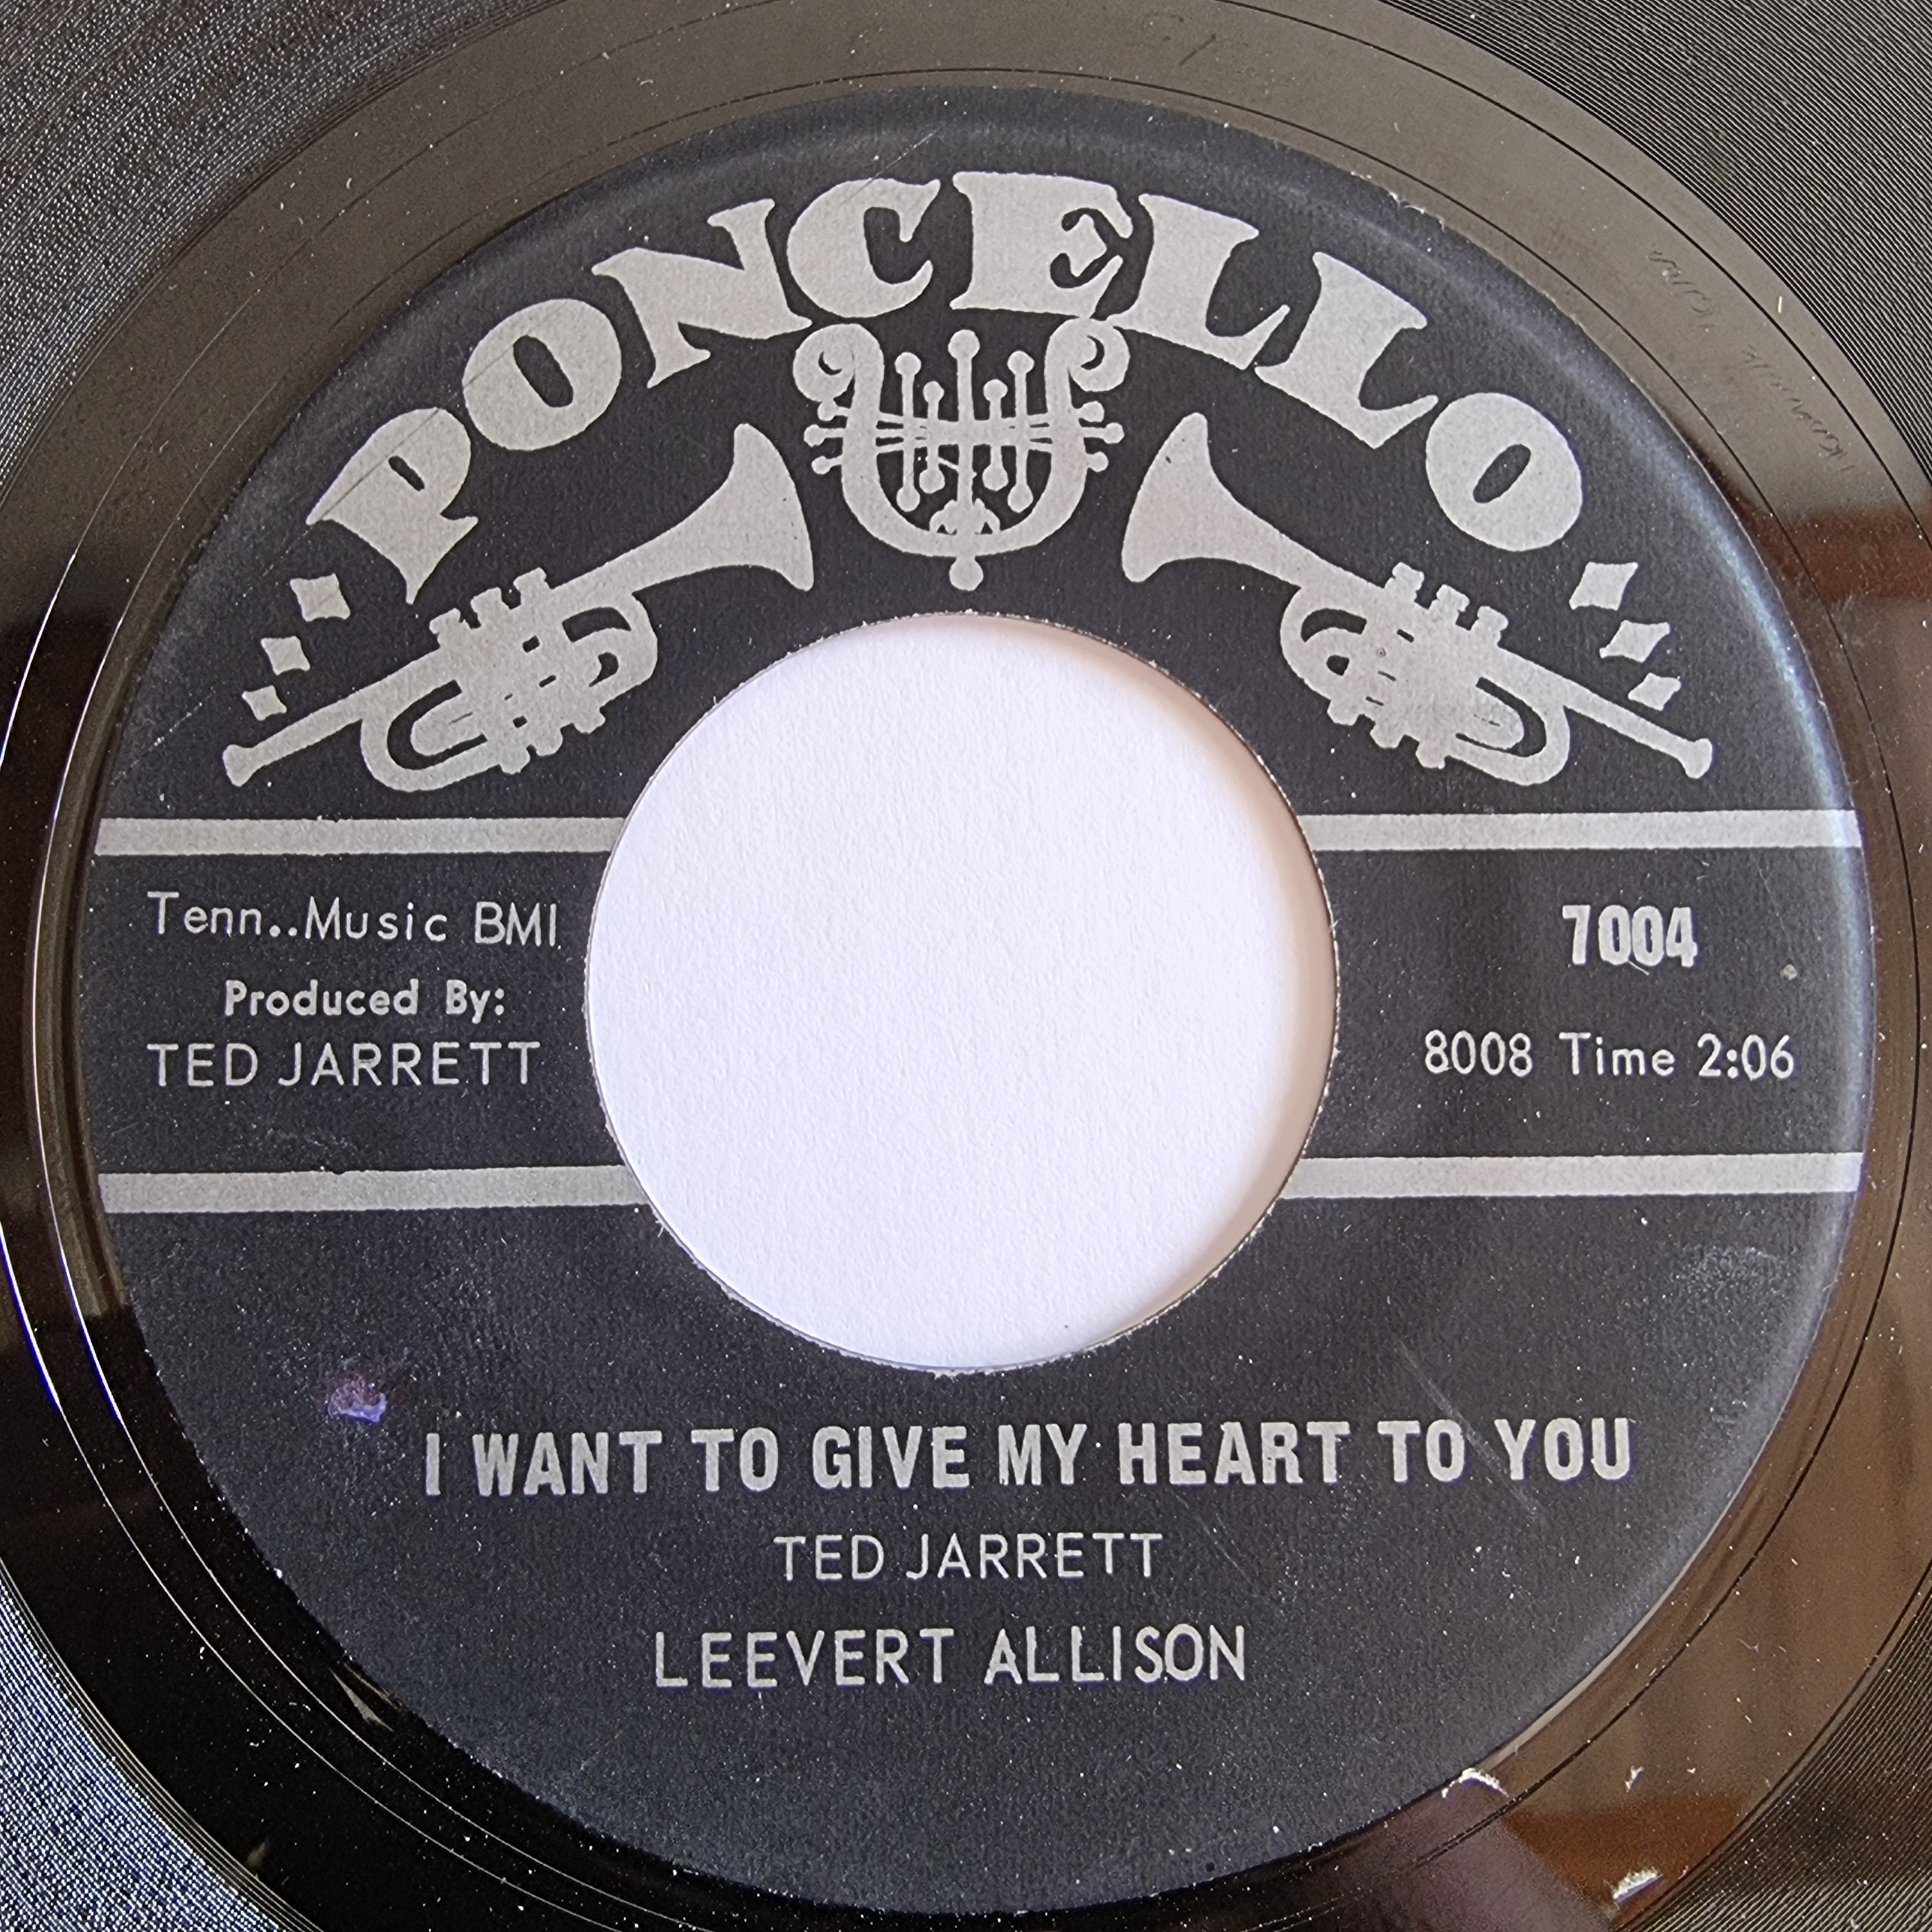 PONCELLO
Tenn..Music BMI
Produced By:
TED JARRETT
7004
8008 Time 2:06
I WANT TO GIVE MY HEART TO YOU
TED JARRETT
LEEVERT ALLISON